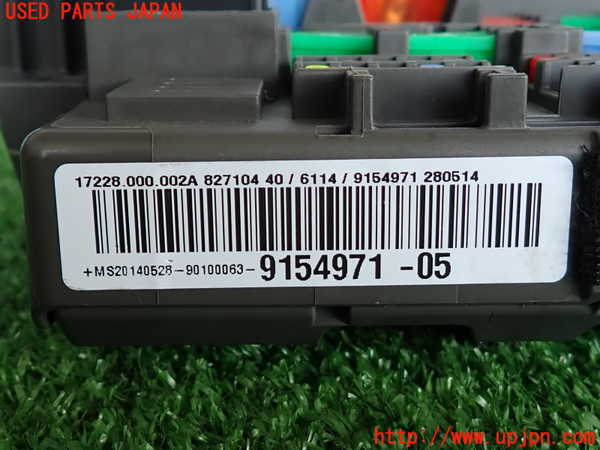 USED PARTS JAPAN
17228.000.002A 827104 40 / 6114 / 9154971 280514
+MS20140528-90100063-9154971 -05
http://www.upjpn.com/